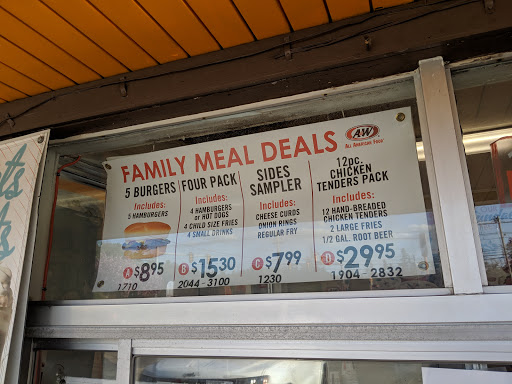 FAMILY MEAL DEALS
A&W
ALL AMERICAN FOOD
5 BURGERS
Includes:
5 HAMBURGERS
A $8.95
1710
FOUR PACK
Includes:
4 HAMBURGERS
or HOT DOGS
4 CHILD SIZE FRIES
4 SMALL DRINKS
B $15.30
2044 - 3100
SIDES
SAMPLER
Includes:
CHEESE CURDS
ONION RINGS
REGULAR FRY
C $7.99
1230
12pc.
CHICKEN
TENDERS PACK
Includes:
12 HAND-BREADED
CHICKEN TENDERS
2 LARGE FRIES
1/2 GAL. ROOT BEER
D $29.95
1904 - 2832